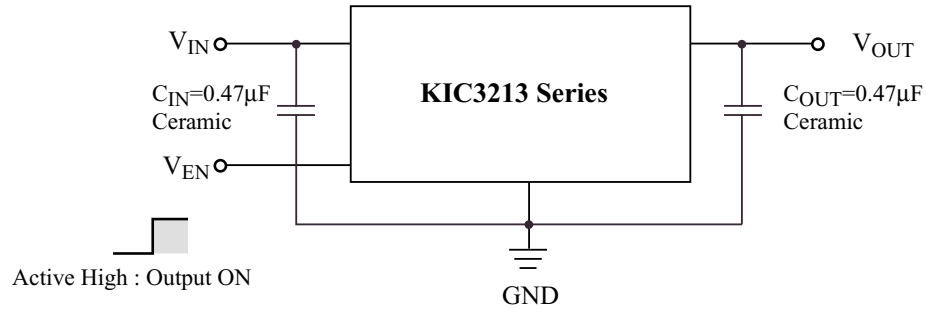 V_IN
V_OUT
C_IN=0.47μF
Ceramic
KIC3213 Series
C_OUT=0.47μF
Ceramic
V_EN
Active High : Output ON
GND